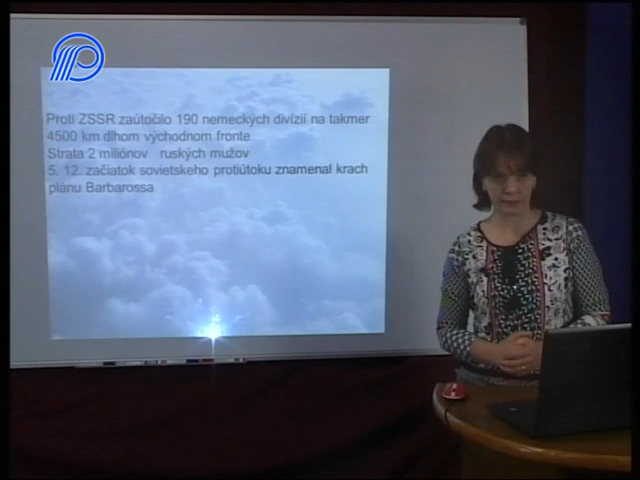 Proti ZSSR zaútočilo 190 nemeckých divízií na takmer
4500 km dlhom východnom fronte
Strata 2 miliónov ruských mužov
5. 12. začiatok sovietskeho protiútoku znamenal krach
plánu Barbarossa